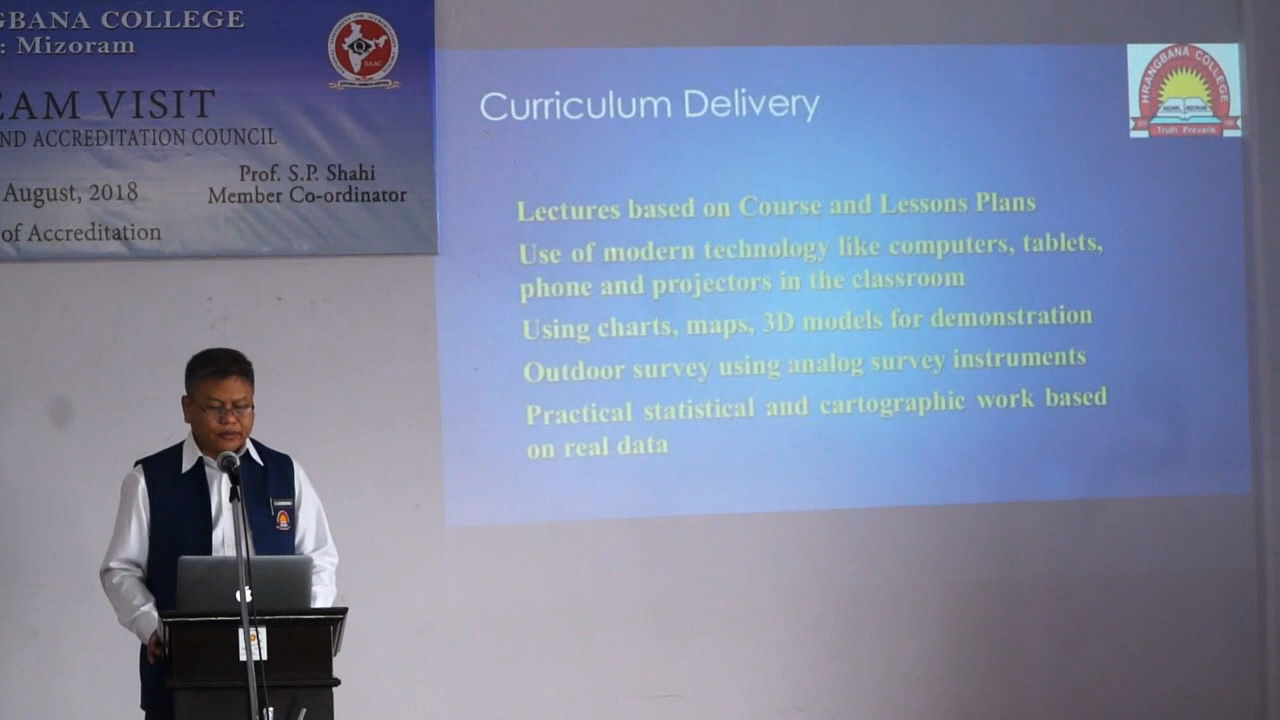 GBANA COLLEGE
: Mizoram
EAM VISIT
ND ACCREDITATION COUNCIL
August, 2018
Prof. S.P. Shahi
Member Co-ordinator
of Accreditation
NAAC
Curriculum Delivery
Lectures based on Course and Lessons Plans
Use of modern technology like computers, tablets,
phone and projectors in the classroom
Using charts, maps, 3D models for demonstration
Outdoor survey using analog survey instruments
Practical statistical and cartographic work based
on real data
HRANGBANA COLLEGE
Truth Prevails